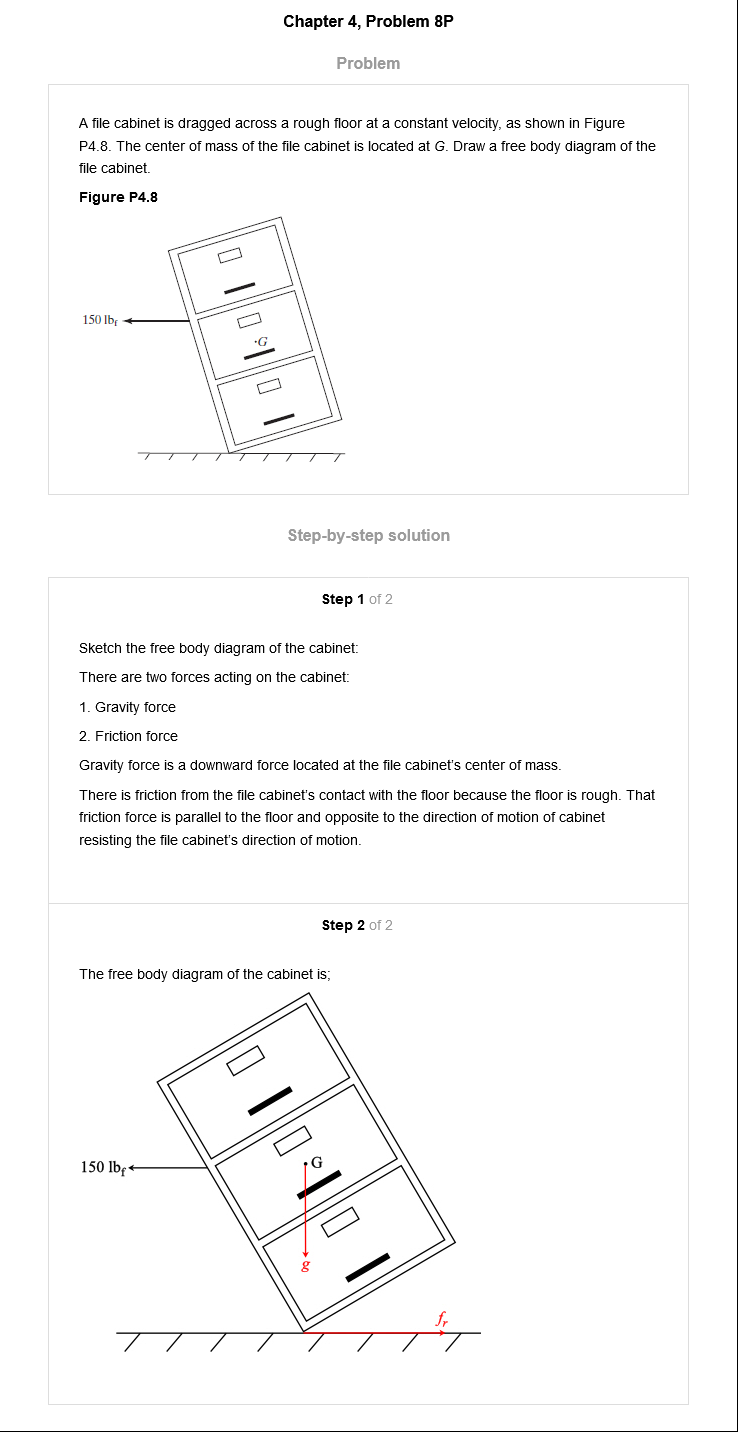 Chapter 4, Problem 8P
Problem
A file cabinet is dragged across a rough floor at a constant velocity, as shown in Figure
P4.8. The center of mass of the file cabinet is located at G. Draw a free body diagram of the
file cabinet.
Figure P4.8
150 lbf
·G
Step-by-step solution
Step 1 of 2
Sketch the free body diagram of the cabinet:
There are two forces acting on the cabinet:
1. Gravity force
2. Friction force
Gravity force is a downward force located at the file cabinet's center of mass.
There is friction from the file cabinet's contact with the floor because the floor is rough. That
friction force is parallel to the floor and opposite to the direction of motion of cabinet
resisting the file cabinet's direction of motion.
Step 2 of 2
The free body diagram of the cabinet is;
G
150 lbf
g
fr